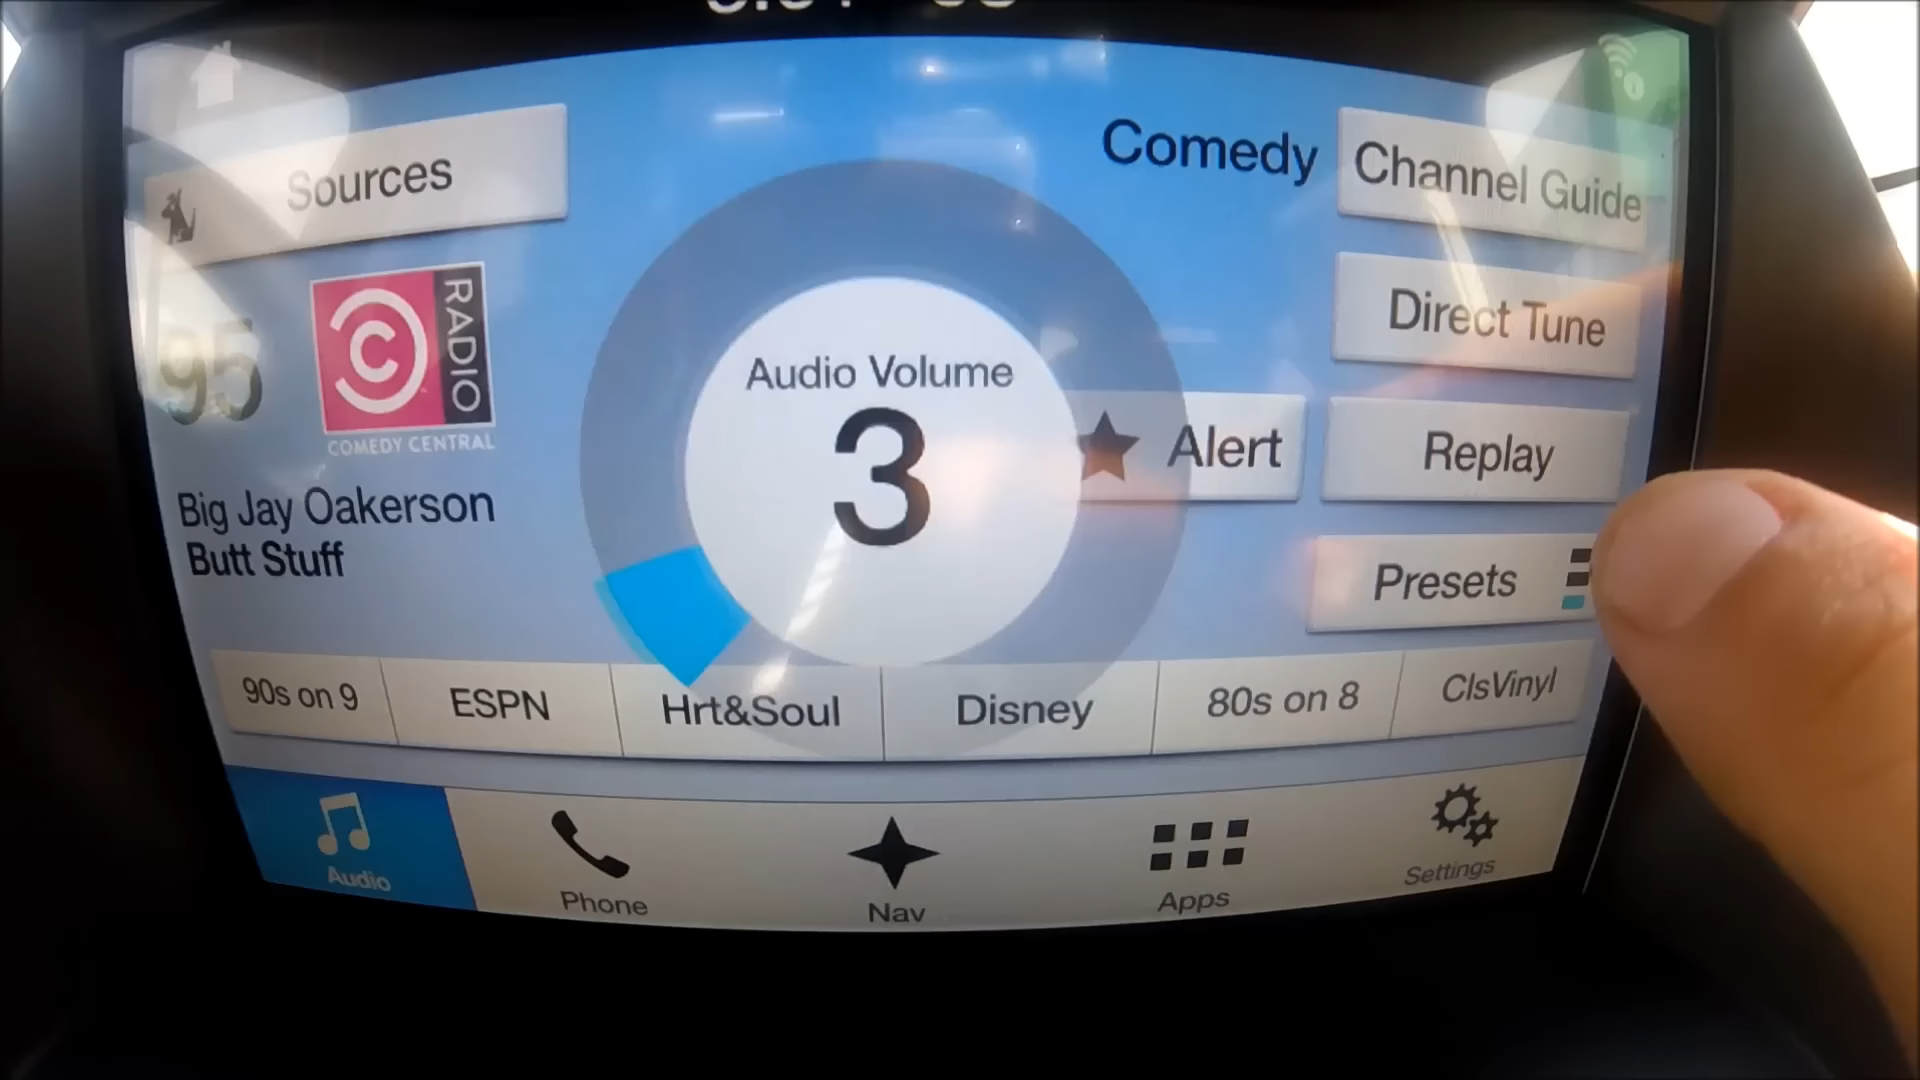 Sources
Comedy
Channel Guide
Direct Tune
95
RADIO
COMEDY CENTRAL
Audio Volume
3
Alert
Replay
Big Jay Oakerson
Butt Stuff
Presets
90s on 9
ESPN
Hrt&Soul
Disney
80s on 8
ClsVinyl
Audio
Phone
Nav
Apps
Settings